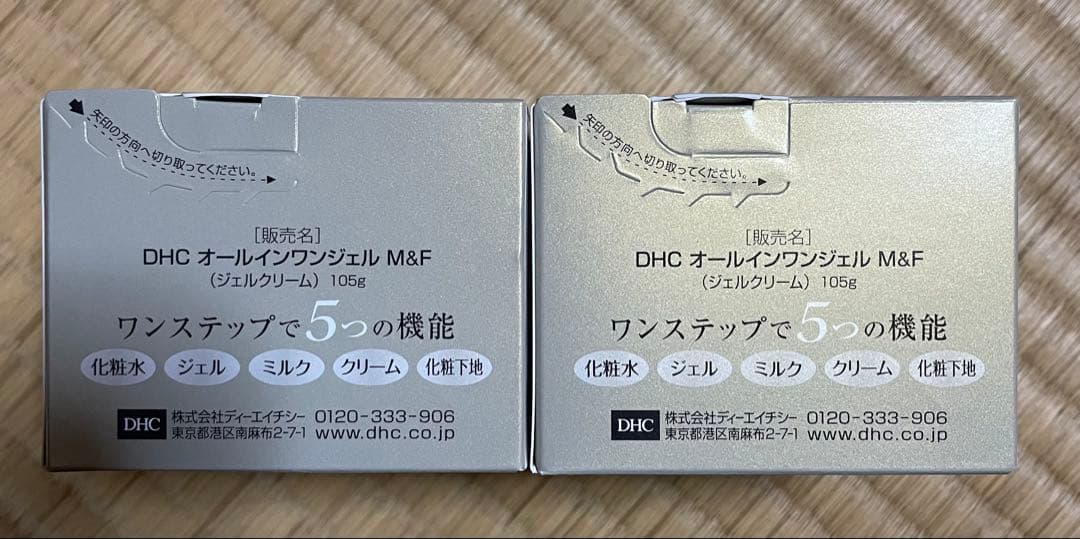 矢印の方向へ切り取ってください。
[販売名]
DHC オールインワンジェル M&F
（ジェルクリーム） 105g
ワンステップで5つの機能
化粧水 ジェル ミルク クリーム 化粧下地
DHC 株式会社ディーエイチシー 0120-333-906
東京都港区南麻布2-7-1 www.dhc.co.jp
矢印の方向へ切り取ってください。
[販売名]
DHC オールインワンジェル M&F
（ジェルクリーム） 105g
ワンステップで5つの機能
化粧水 ジェル ミルク クリーム 化粧下地
DHC 株式会社ディーエイチシー 0120-333-906
東京都港区南麻布2-7-1 www.dhc.co.jp